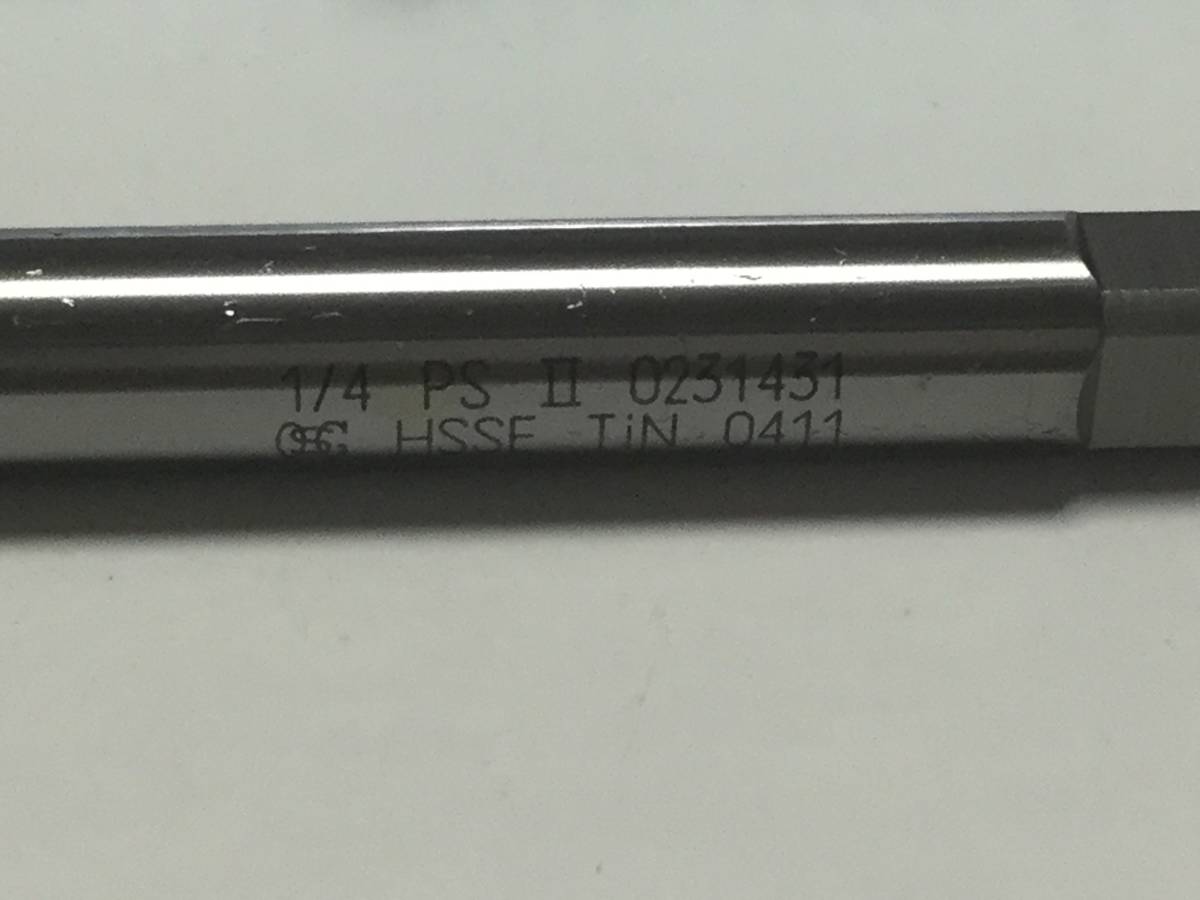 1/4 PS II 0231431
OSG HSSE TiN 0411